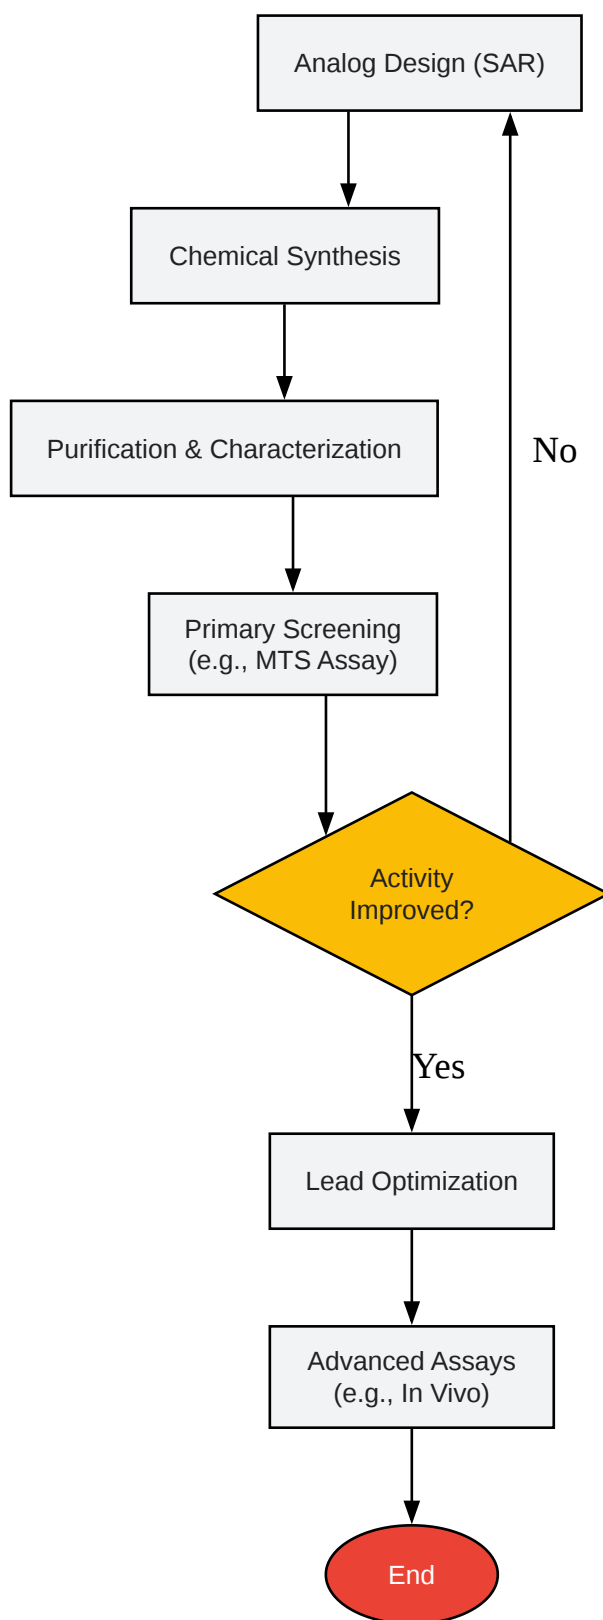 Analog Design (SAR)
Chemical Synthesis
Purification & Characterization
No
Primary Screening
(e.g., MTS Assay)
Activity
Improved?
Yes
Lead Optimization
Advanced Assays
(e.g., In Vivo)
End